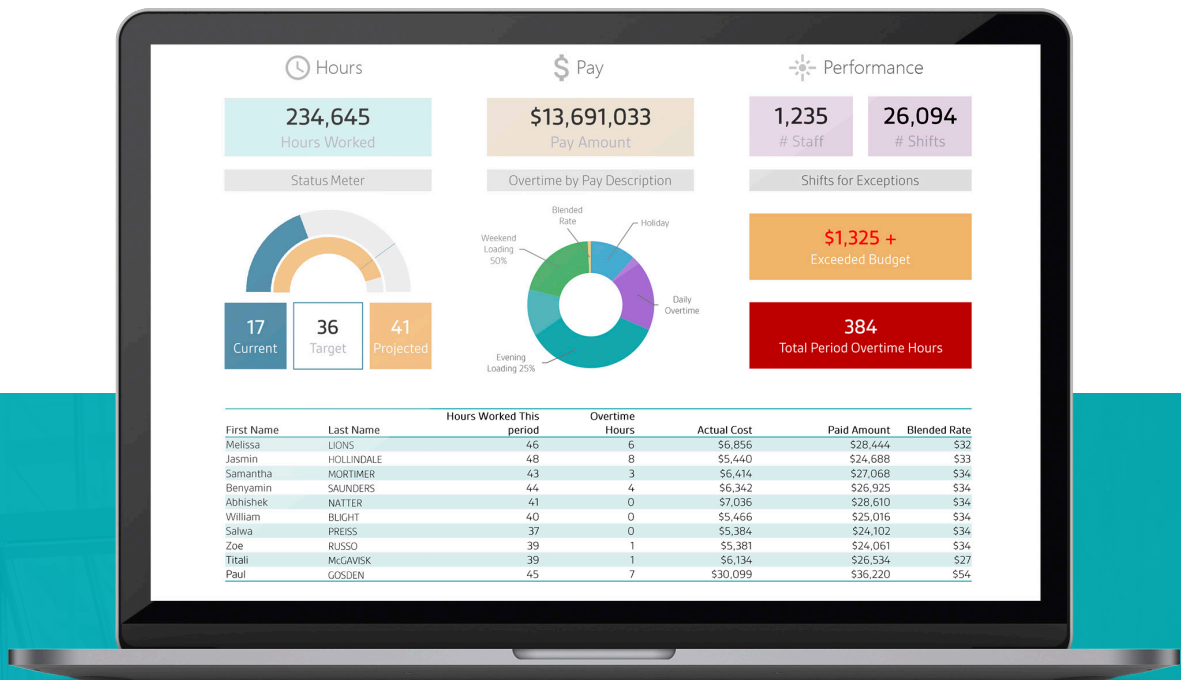 Hours
$ Pay
Performance
234,645
Hours Worked
$13,691,033
Pay Amount
1,235
# Staff
26,094
# Shifts
Status Meter
Overtime by Pay Description
Shifts for Exceptions
Blended
Rate
Holiday
Weekend
Loading
50%
Daily
Overtime
Evening
Loading 25%
$1,325 +
Exceeded Budget
17
Current
36
Target
41
Projected
384
Total Period Overtime Hours
Hours Worked This Overtime
First Name Last Name period Hours Actual Cost Paid Amount Blended Rate
Melissa LIONS 46 6 $6,856 $28,444 $32
Jasmin HOLLINDALE 48 8 $5,440 $24,688 $33
Samantha MORTIMER 43 3 $6,414 $27,068 $34
Benyamin SAUNDERS 44 4 $6,342 $26,925 $34
Abhishek NATTER 41 0 $7,036 $28,610 $34
William BLIGHT 40 0 $5,466 $25,016 $34
Salwa PREISS 37 0 $5,384 $24,102 $34
Zoe RUSSO 39 1 $5,381 $24,061 $34
Titali McGAVISK 39 1 $6,134 $26,534 $27
Paul GOSDEN 45 7 $30,099 $36,220 $54